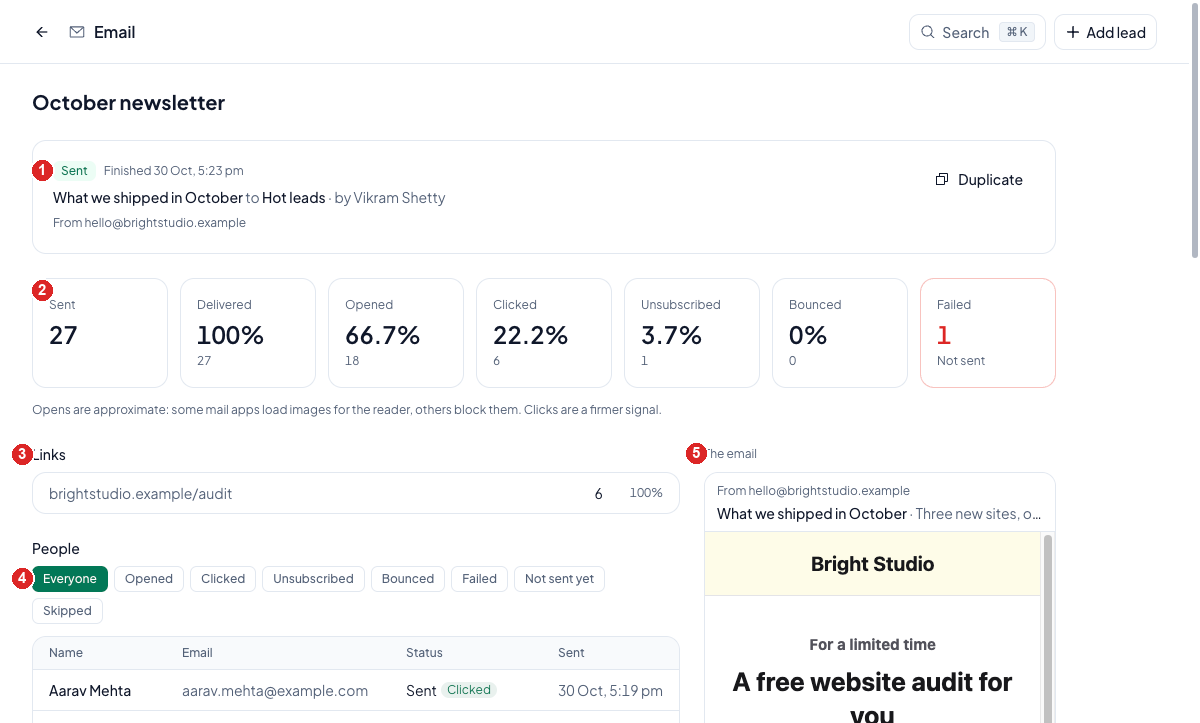 Email
Search ⌘ K
Add lead
October newsletter
1 Sent Finished 30 Oct, 5:23 pm
What we shipped in October to Hot leads · by Vikram Shetty
From hello@brightstudio.example
Duplicate
2
Sent
27
Delivered
100%
27
Opened
66.7%
18
Clicked
22.2%
6
Unsubscribed
3.7%
1
Bounced
0%
0
Failed
1
Not sent
Opens are approximate: some mail apps load images for the reader, others block them. Clicks are a firmer signal.
3 Links
brightstudio.example/audit 6 100%
People
4 Everyone Opened Clicked Unsubscribed Bounced Failed Not sent yet
Skipped
Name Email Status Sent
Aarav Mehta aarav.mehta@example.com Sent Clicked 30 Oct, 5:19 pm
5 The email
From hello@brightstudio.example
What we shipped in October · Three new sites, o...
Bright Studio
For a limited time
A free website audit for
you